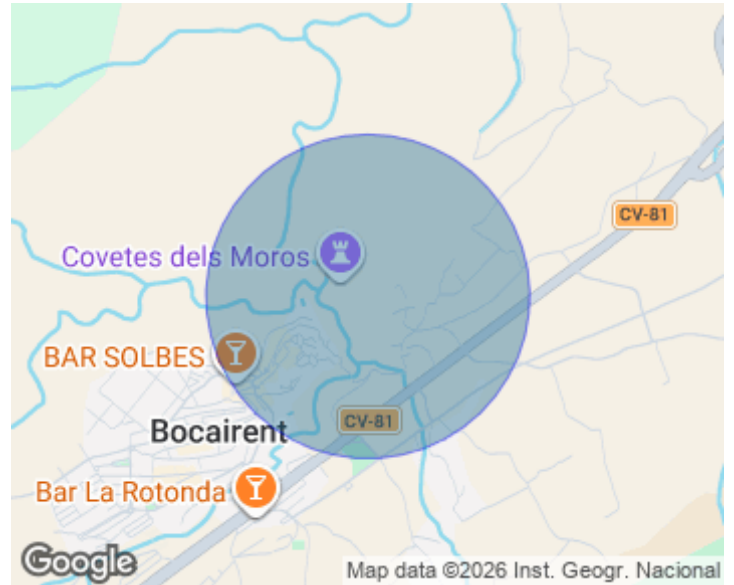 CV-81
Covetes dels Moros
BAR SOLBES
CV-81
Bocairent
Bar La Rotonda
Google
Map data ©2026 Inst. Geogr. Nacional